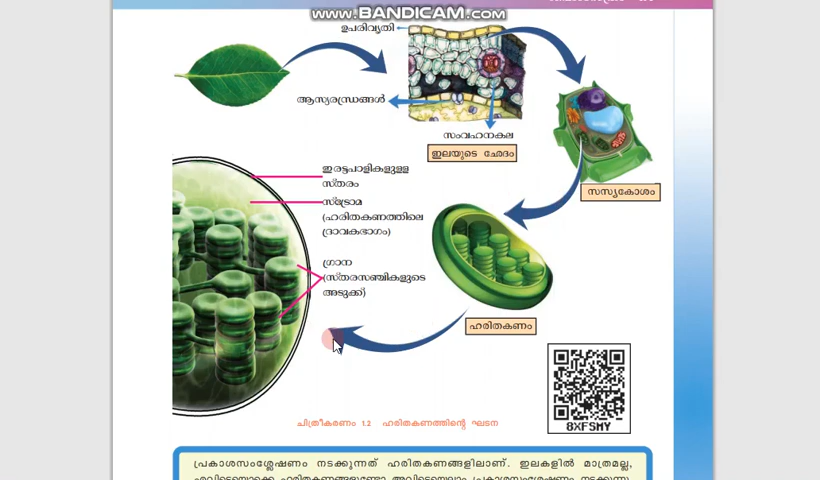 www.BANDICAM.com
ഉപരിവൃതി
ആസ്യരന്ധ്രങ്ങൾ
സംവഹനകല
ഇലയുടെ ഛേദം
സസ്യകോശം
ഇരട്ടപാളികളുള്ള
സ്തരം
സ്ട്രോമ
(ഹരിതകണത്തിലെ
ദ്രാവകഭാഗം)
ഗ്രാന
(സ്തരസഞ്ചികളുടെ
അടുക്ക്)
ഹരിതകണം
8XFSMY
ചിത്രീകരണം 1.2 ഹരിതകണത്തിന്റെ ഘടന
പ്രകാശസംശ്ലേഷണം നടക്കുന്നത് ഹരിതകണങ്ങളിലാണ്. ഇലകളിൽ മാത്രമല്ല,